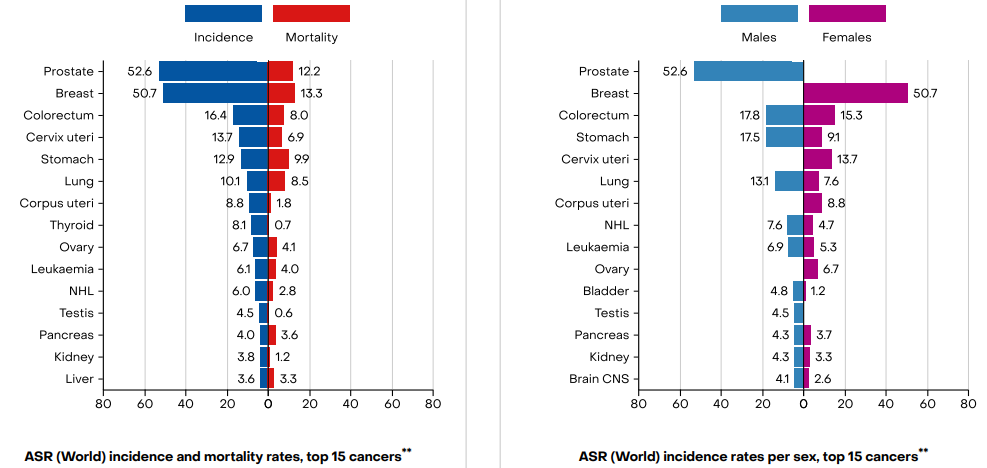 Incidence Mortality
Prostate 52.6 12.2
Breast 50.7 13.3
Colorectum 16.4 8.0
Cervix uteri 13.7 6.9
Stomach 12.9 9.9
Lung 10.1 8.5
Corpus uteri 8.8 1.8
Thyroid 8.1 0.7
Ovary 6.7 4.1
Leukaemia 6.1 4.0
NHL 6.0 2.8
Testis 4.5 0.6
Pancreas 4.0 3.6
Kidney 3.8 1.2
Liver 3.6 3.3
80 60 40 20 0 20 40 60 80
ASR (World) incidence and mortality rates, top 15 cancers**
Males Females
Prostate 52.6
Breast 50.7
Colorectum 17.8 15.3
Stomach 17.5 9.1
Cervix uteri 13.7
Lung 13.1 7.6
Corpus uteri 8.8
NHL 7.6 4.7
Leukaemia 6.9 5.3
Ovary 6.7
Bladder 4.8 1.2
Testis 4.5
Pancreas 4.3 3.7
Kidney 4.3 3.3
Brain CNS 4.1 2.6
80 60 40 20 0 20 40 60 80
ASR (World) incidence rates per sex, top 15 cancers**